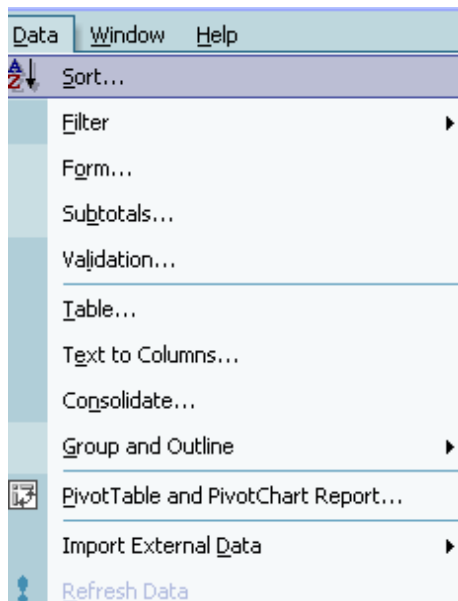 Data Window Help
Sort...
Filter
Form...
Subtotals...
Validation...
Table...
Text to Columns...
Consolidate...
Group and Outline
PivotTable and PivotChart Report...
Import External Data
Refresh Data